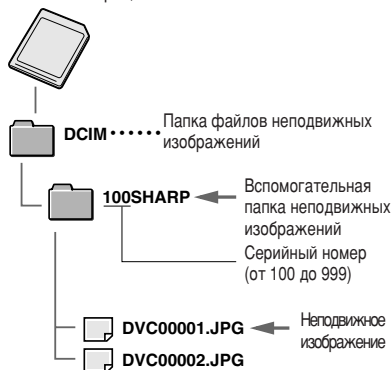 DCIM • • • • • • Папка файлов неподвижных
изображений
100SHARP
Вспомогательная
папка неподвижных
изображений
Серийный номер
(от 100 до 999)
DVC00001.JPG
Неподвижное
изображение
DVC00002.JPG